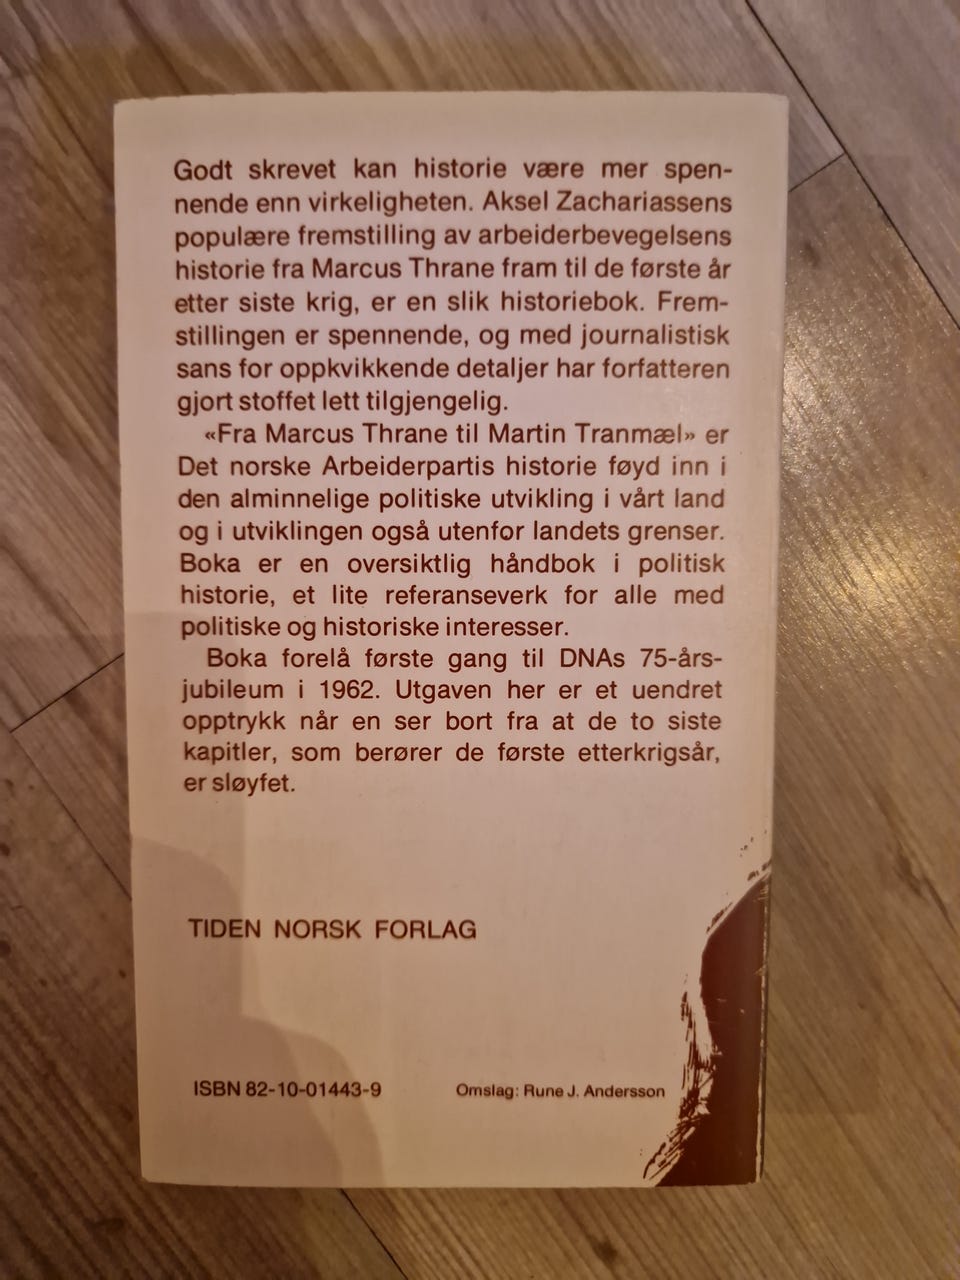 Godt skrevet kan historie være mer spen-
nende enn virkeligheten. Aksel Zachariassens
populære fremstilling av arbeiderbevegelsens
historie fra Marcus Thrane fram til de første år
etter siste krig, er en slik historiebok. Frem-
stillingen er spennende, og med journalistisk
sans for oppkvikkende detaljer har forfatteren
gjort stoffet lett tilgjengelig.
«Fra Marcus Thrane til Martin Tranmæl» er
Det norske Arbeiderpartis historie føyd inn i
den alminnelige politiske utvikling i vårt land
og i utviklingen også utenfor landets grenser.
Boka er en oversiktlig håndbok i politisk
historie, et lite referanseverk for alle med
politiske og historiske interesser.
Boka forelå første gang til DNAs 75-års-
jubileum i 1962. Utgaven her er et uendret
opptrykk når en ser bort fra at de to siste
kapitler, som berører de første etterkrigsår,
er sløyfet.
TIDEN NORSK FORLAG
ISBN 82-10-01443-9 Omslag: Rune J. Andersson